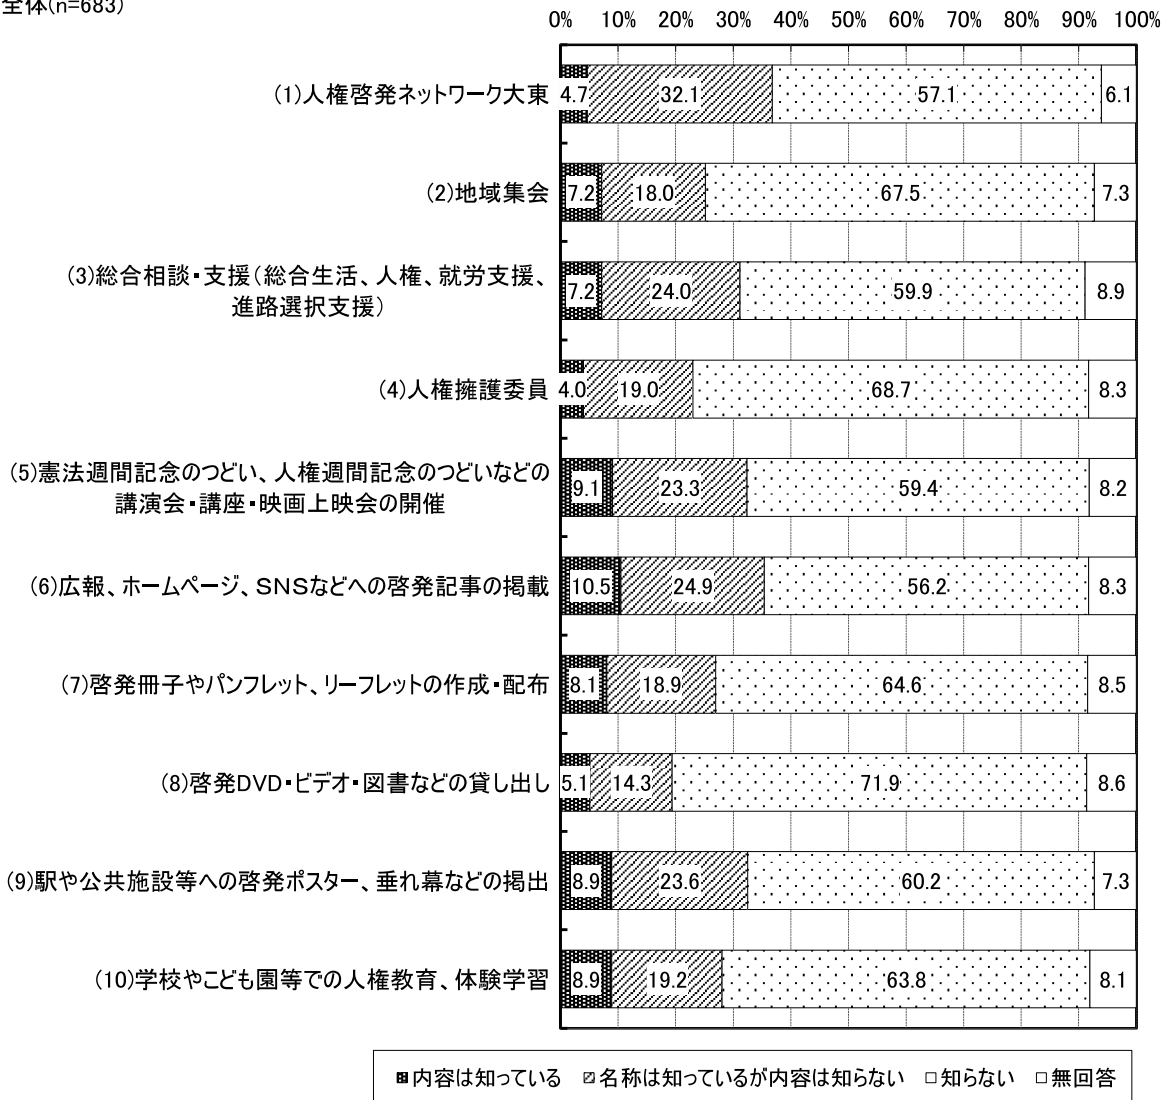 全体(n=683)
0% 10% 20% 30% 40% 50% 60% 70% 80% 90% 100%
(1)人権啓発ネットワーク大東 4.7 32.1 57.1 6.1
(2)地域集会 7.2 18.0 67.5 7.3
(3)総合相談・支援(総合生活、人権、就労支援、
進路選択支援) 7.2 24.0 59.9 8.9
(4)人権擁護委員 4.0 19.0 68.7 8.3
(5)憲法週間記念のつどい、人権週間記念のつどいなどの
講演会・講座・映画上映会の開催 9.1 23.3 59.4 8.2
(6)広報、ホームページ、SNSなどへの啓発記事の掲載 10.5 24.9 56.2 8.3
(7)啓発冊子やパンフレット、リーフレットの作成・配布 8.1 18.9 64.6 8.5
(8)啓発DVD・ビデオ・図書などの貸し出し 5.1 14.3 71.9 8.6
(9)駅や公共施設等への啓発ポスター、垂れ幕などの掲出 8.9 23.6 60.2 7.3
(10)学校やこども園等での人権教育、体験学習 8.9 19.2 63.8 8.1
内容は知っている 名称は知っているが内容は知らない 知らない 無回答